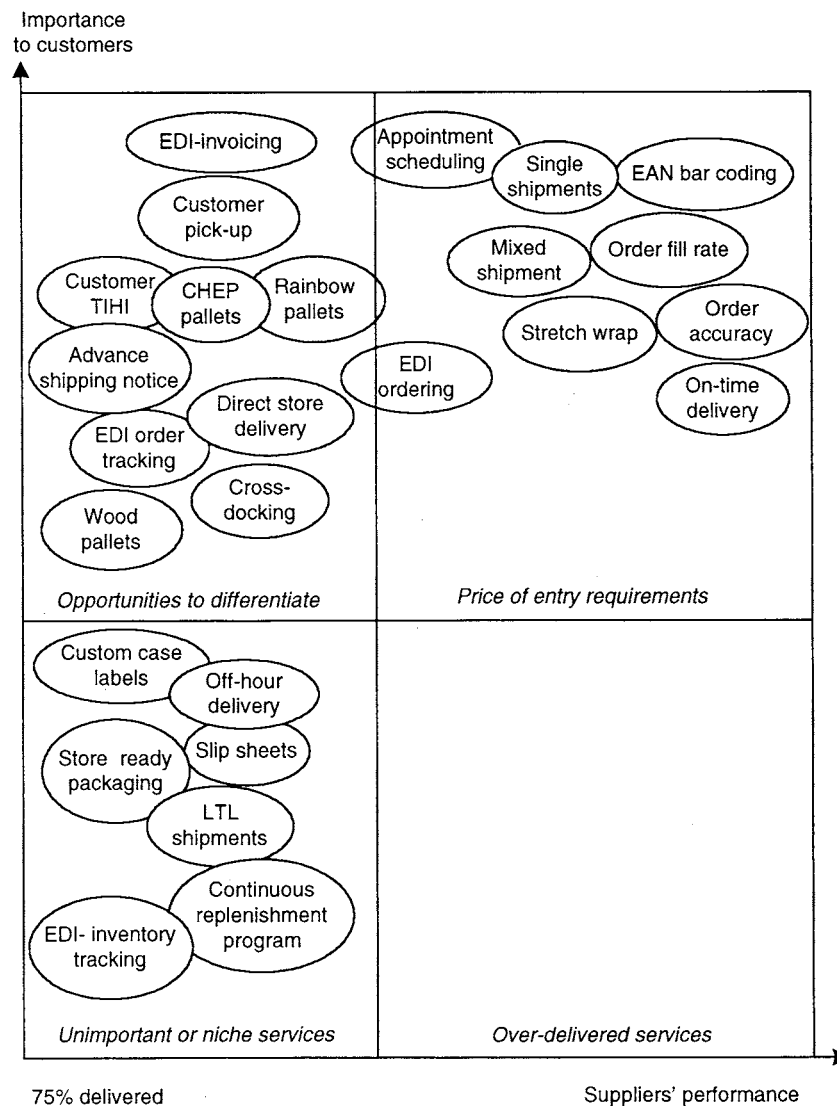 Importance
to customers
EDI-invoicing
Appointment
scheduling
Single
shipments
EAN bar coding
Customer
pick-up
Mixed
shipment
Order fill rate
Customer
TIHI
CHEP
pallets
Rainbow
pallets
Stretch wrap
Order
accuracy
Advance
shipping notice
EDI
ordering
On-time
delivery
Direct store
delivery
EDI order
tracking
Cross-
docking
Wood
pallets
Opportunities to differentiate
Price of entry requirements
Custom case
labels
Off-hour
delivery
Store ready
packaging
Slip sheets
LTL
shipments
Continuous
replenishment
program
EDI- inventory
tracking
Unimportant or niche services
Over-delivered services
75% delivered
Suppliers' performance